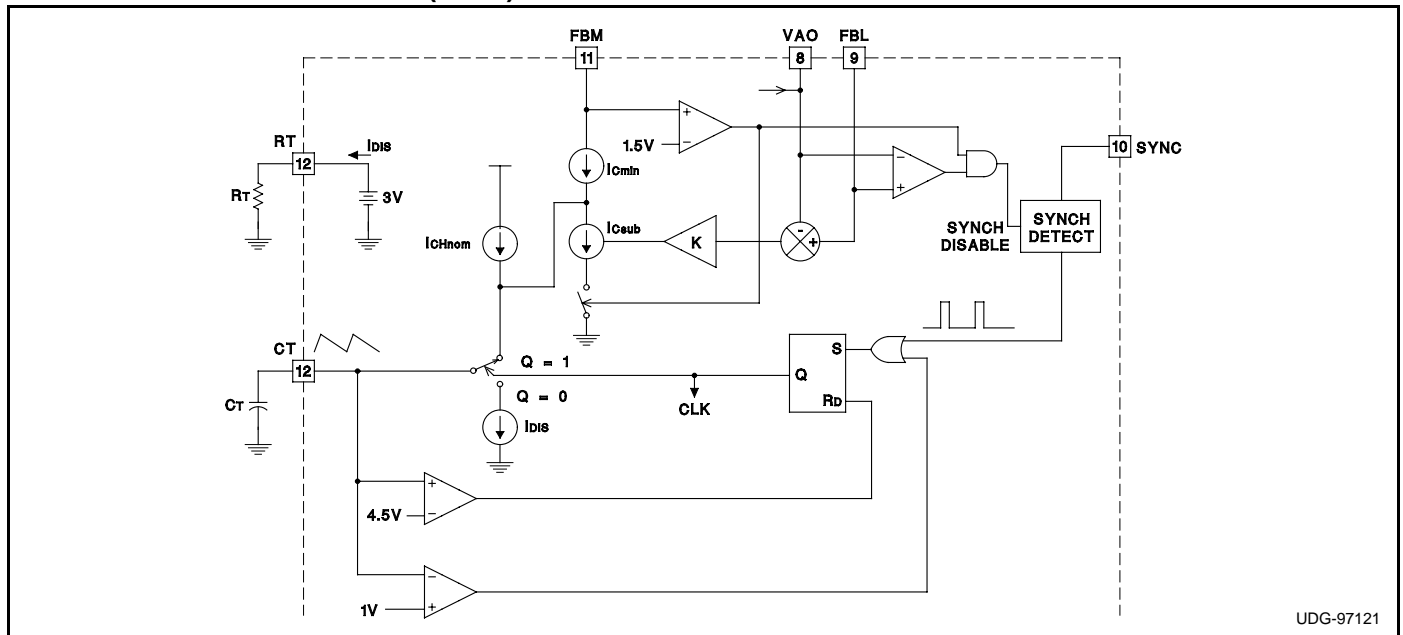 FBM
VAO
FBL
11
8
9
RT
12
IDIS
RT
3V
1.5V
ICmin
ICHnom
ICsub
K
-
+
+
-
-
+
10
SYNC
SYNCH
DISABLE
SYNCH
DETECT
CT
12
CT
Q = 1
Q = 0
IDIS
CLK
Q
S
RD
+
-
4.5V
-
+
1V
UDG-97121